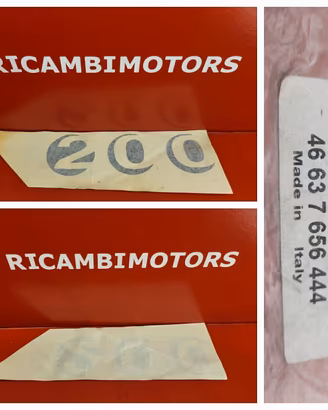 RICAMBIMOTORS
200
RICAMBIMOTORS
46 63 7 656 444
Made in Italy